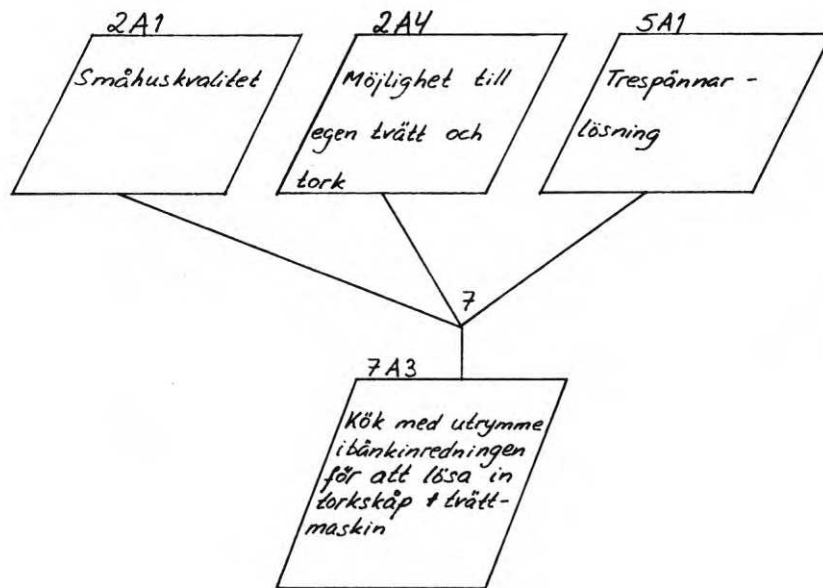 2A1
Småhuskvalitet
2A4
Möjlighet till
egen tvätt och
tork
5A1
Trespännar-
lösning
7
7A3
Kök med utrymme
i bänkinredningen
för att lösa in
torkskåp + tvätt-
maskin